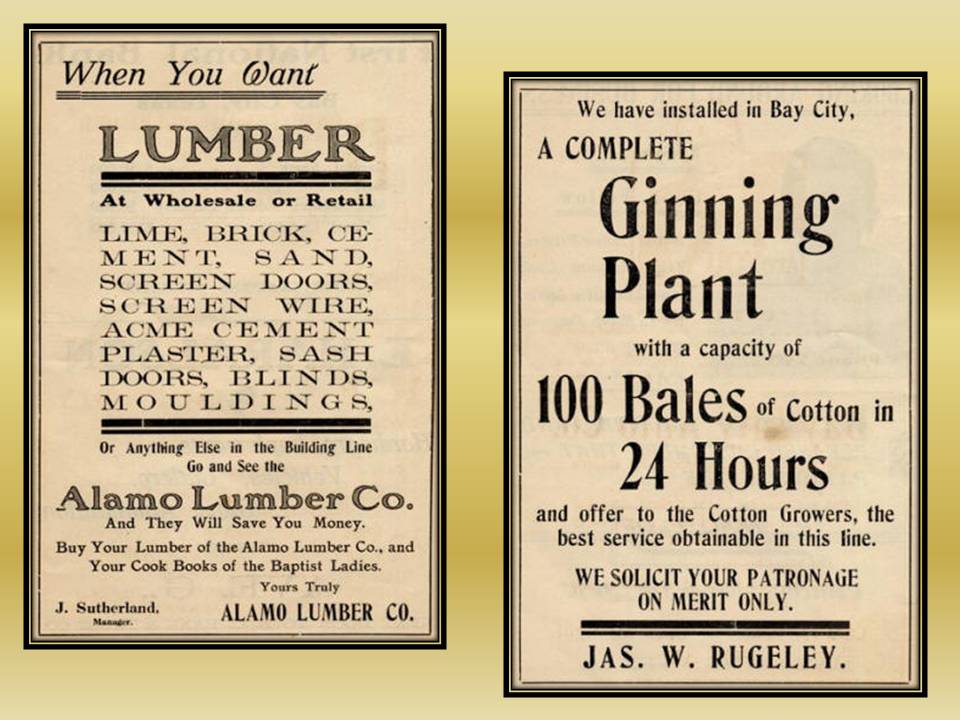 When You Want
LUMBER
At Wholesale or Retail
LIME, BRICK, CE-
MENT, SAND,
SCREEN DOORS,
SCREEN WIRE,
ACME CEMENT
PLASTER, SASH
DOORS, BLINDS,
MOULDINGS,
Or Anything Else in the Building Line
Go and See the
Alamo Lumber Co.
And They Will Save You Money.
Buy Your Lumber of the Alamo Lumber Co., and
Your Cook Books of the Baptist Ladies.
Yours Truly
J. Sutherland,
Manager.
ALAMO LUMBER CO.
We have installed in Bay City,
A COMPLETE
Ginning
Plant
with a capacity of
100 Bales of Cotton in
24 Hours
and offer to the Cotton Growers, the
best service obtainable in this line.
WE SOLICIT YOUR PATRONAGE
ON MERIT ONLY.
JAS. W. RUGELEY.